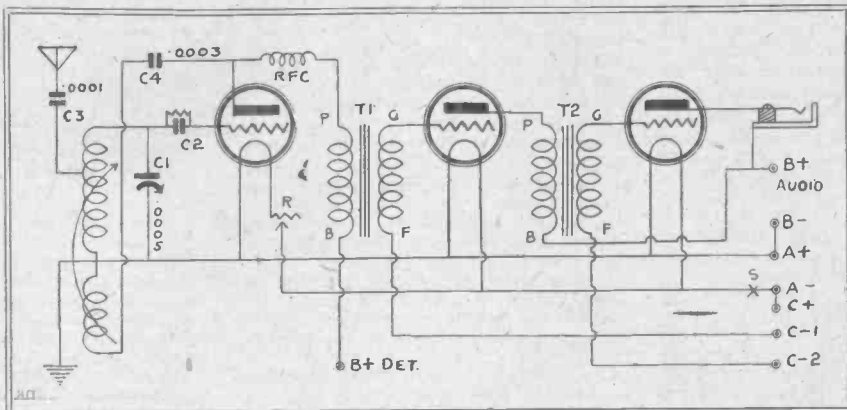 .0001
C3
C4
.0003
RFC
C2
C1
.0005
R
P
T1
G
B
F
P
T2
G
B
F
B+
AUDIO
B-
A+
S
A-
C+
C-1
C-2
B+ DET.